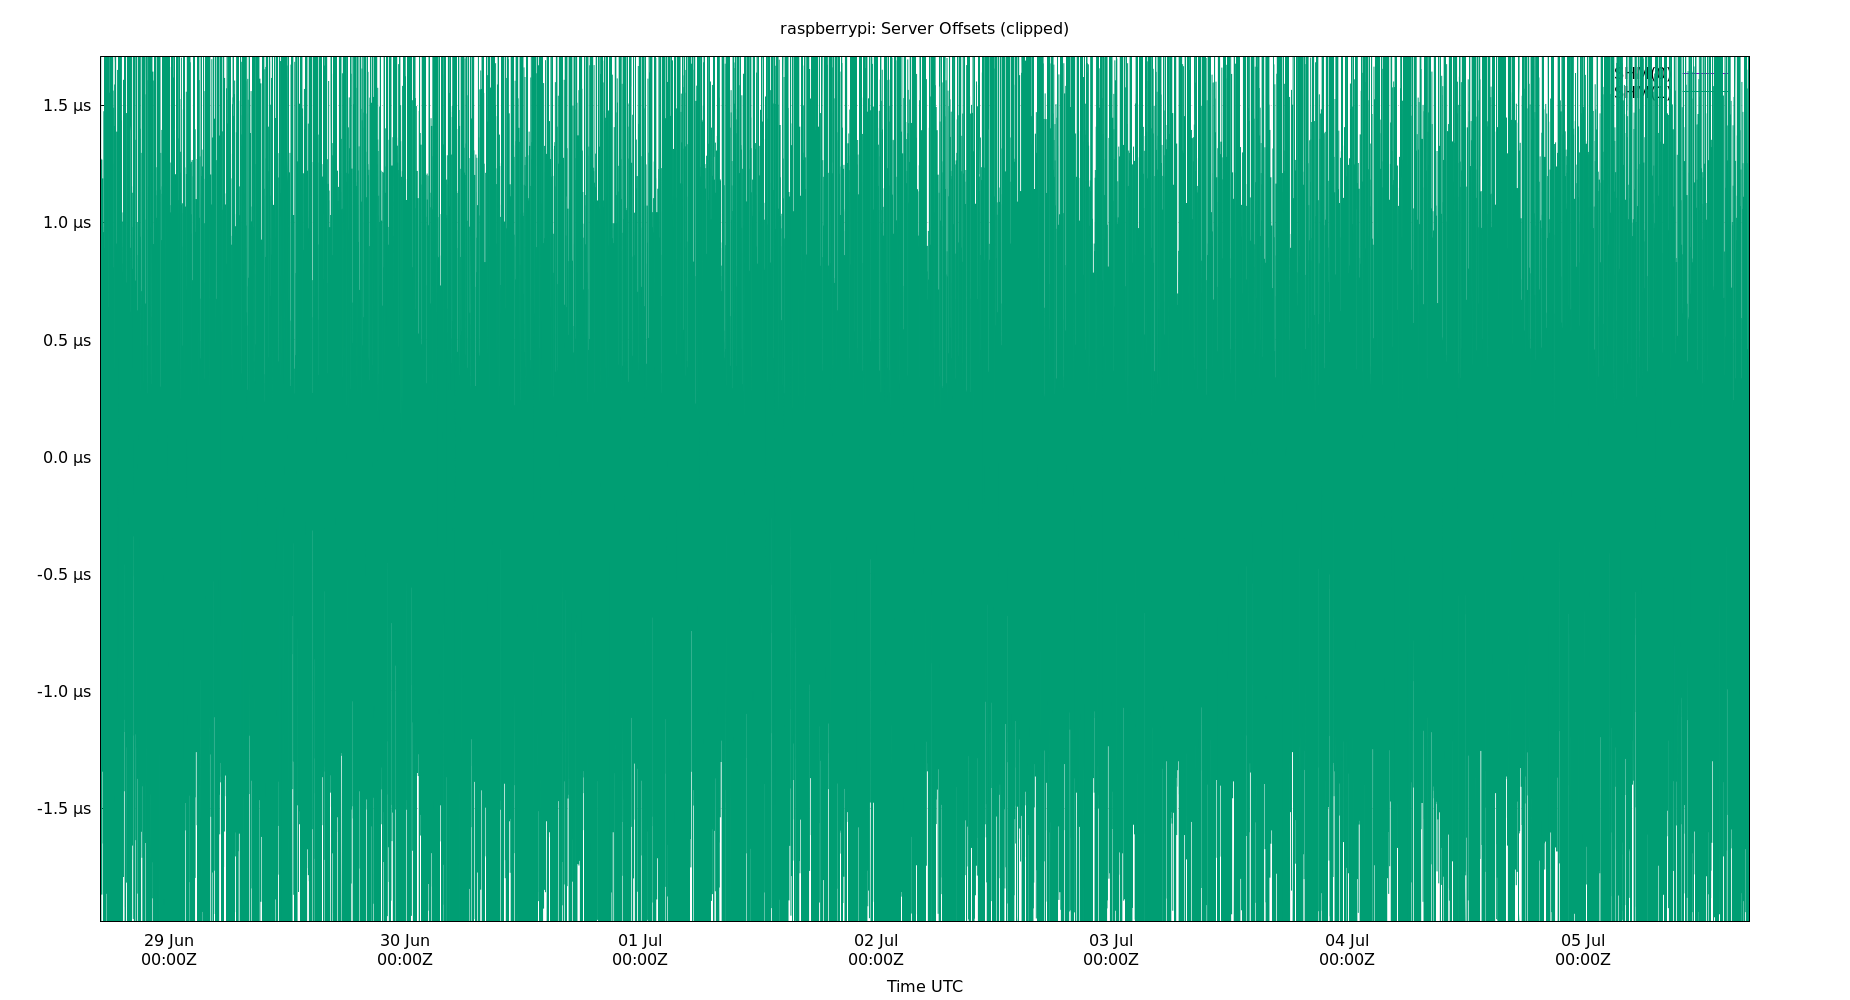 raspberrypi: Server Offsets (clipped)
1.5 µs
1.0 µs
0.5 µs
0.0 µs
-0.5 µs
-1.0 µs
-1.5 µs
29 Jun 30 Jun 01 Jul 02 Jul 03 Jul 04 Jul 05 Jul
00:00Z 00:00Z 00:00Z 00:00Z 00:00Z 00:00Z 00:00Z
Time UTC